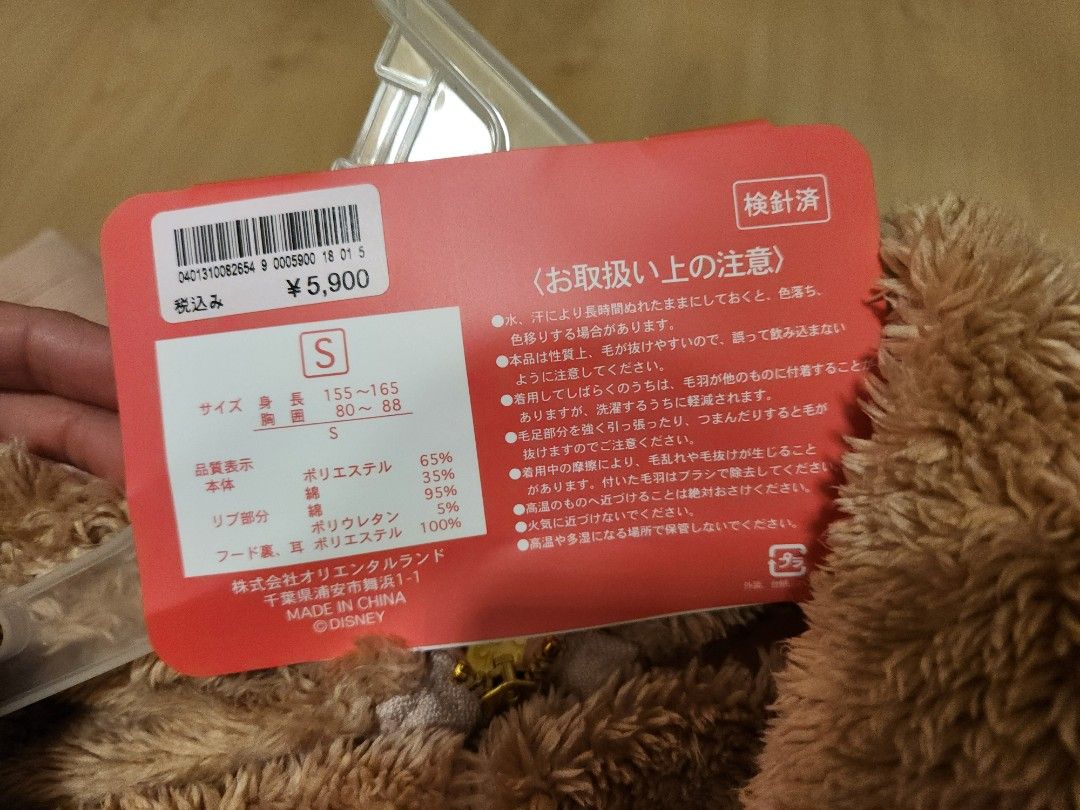 0401310082654 9 0005900 18 01 5
税込み ¥5,900
S
サイズ 身長 155~165
胸囲 80~ 88
S
品質表示
本体 ポリエステル 65%
綿 35%
リブ部分 綿 95%
ポリウレタン 5%
フード裏、耳 ポリエステル 100%
株式会社オリエンタルランド
千葉県浦安市舞浜1-1
MADE IN CHINA
©DISNEY
検針済
〈お取扱い上の注意〉
●水、汗により長時間ぬれたままにしておくと、色落ち、
色移りする場合があります。
●本品は性質上、毛が抜けやすいので、誤って飲み込まない
ように注意してください。
●着用してしばらくのうちは、毛羽が他のものに付着すること
ありますが、洗濯するうちに軽減されます。
●毛足部分を強く引っ張ったり、つまんだりすると毛が
抜けますのでご注意ください。
●着用中の摩擦により、毛乱れや毛抜けが生じること
があります。付いた毛羽はブラシで除去してください
●高温のものへ近づけることは絶対おさけください。
●火気に近づけないでください。
●高温や多湿になる場所で保管しないでください。
プラ